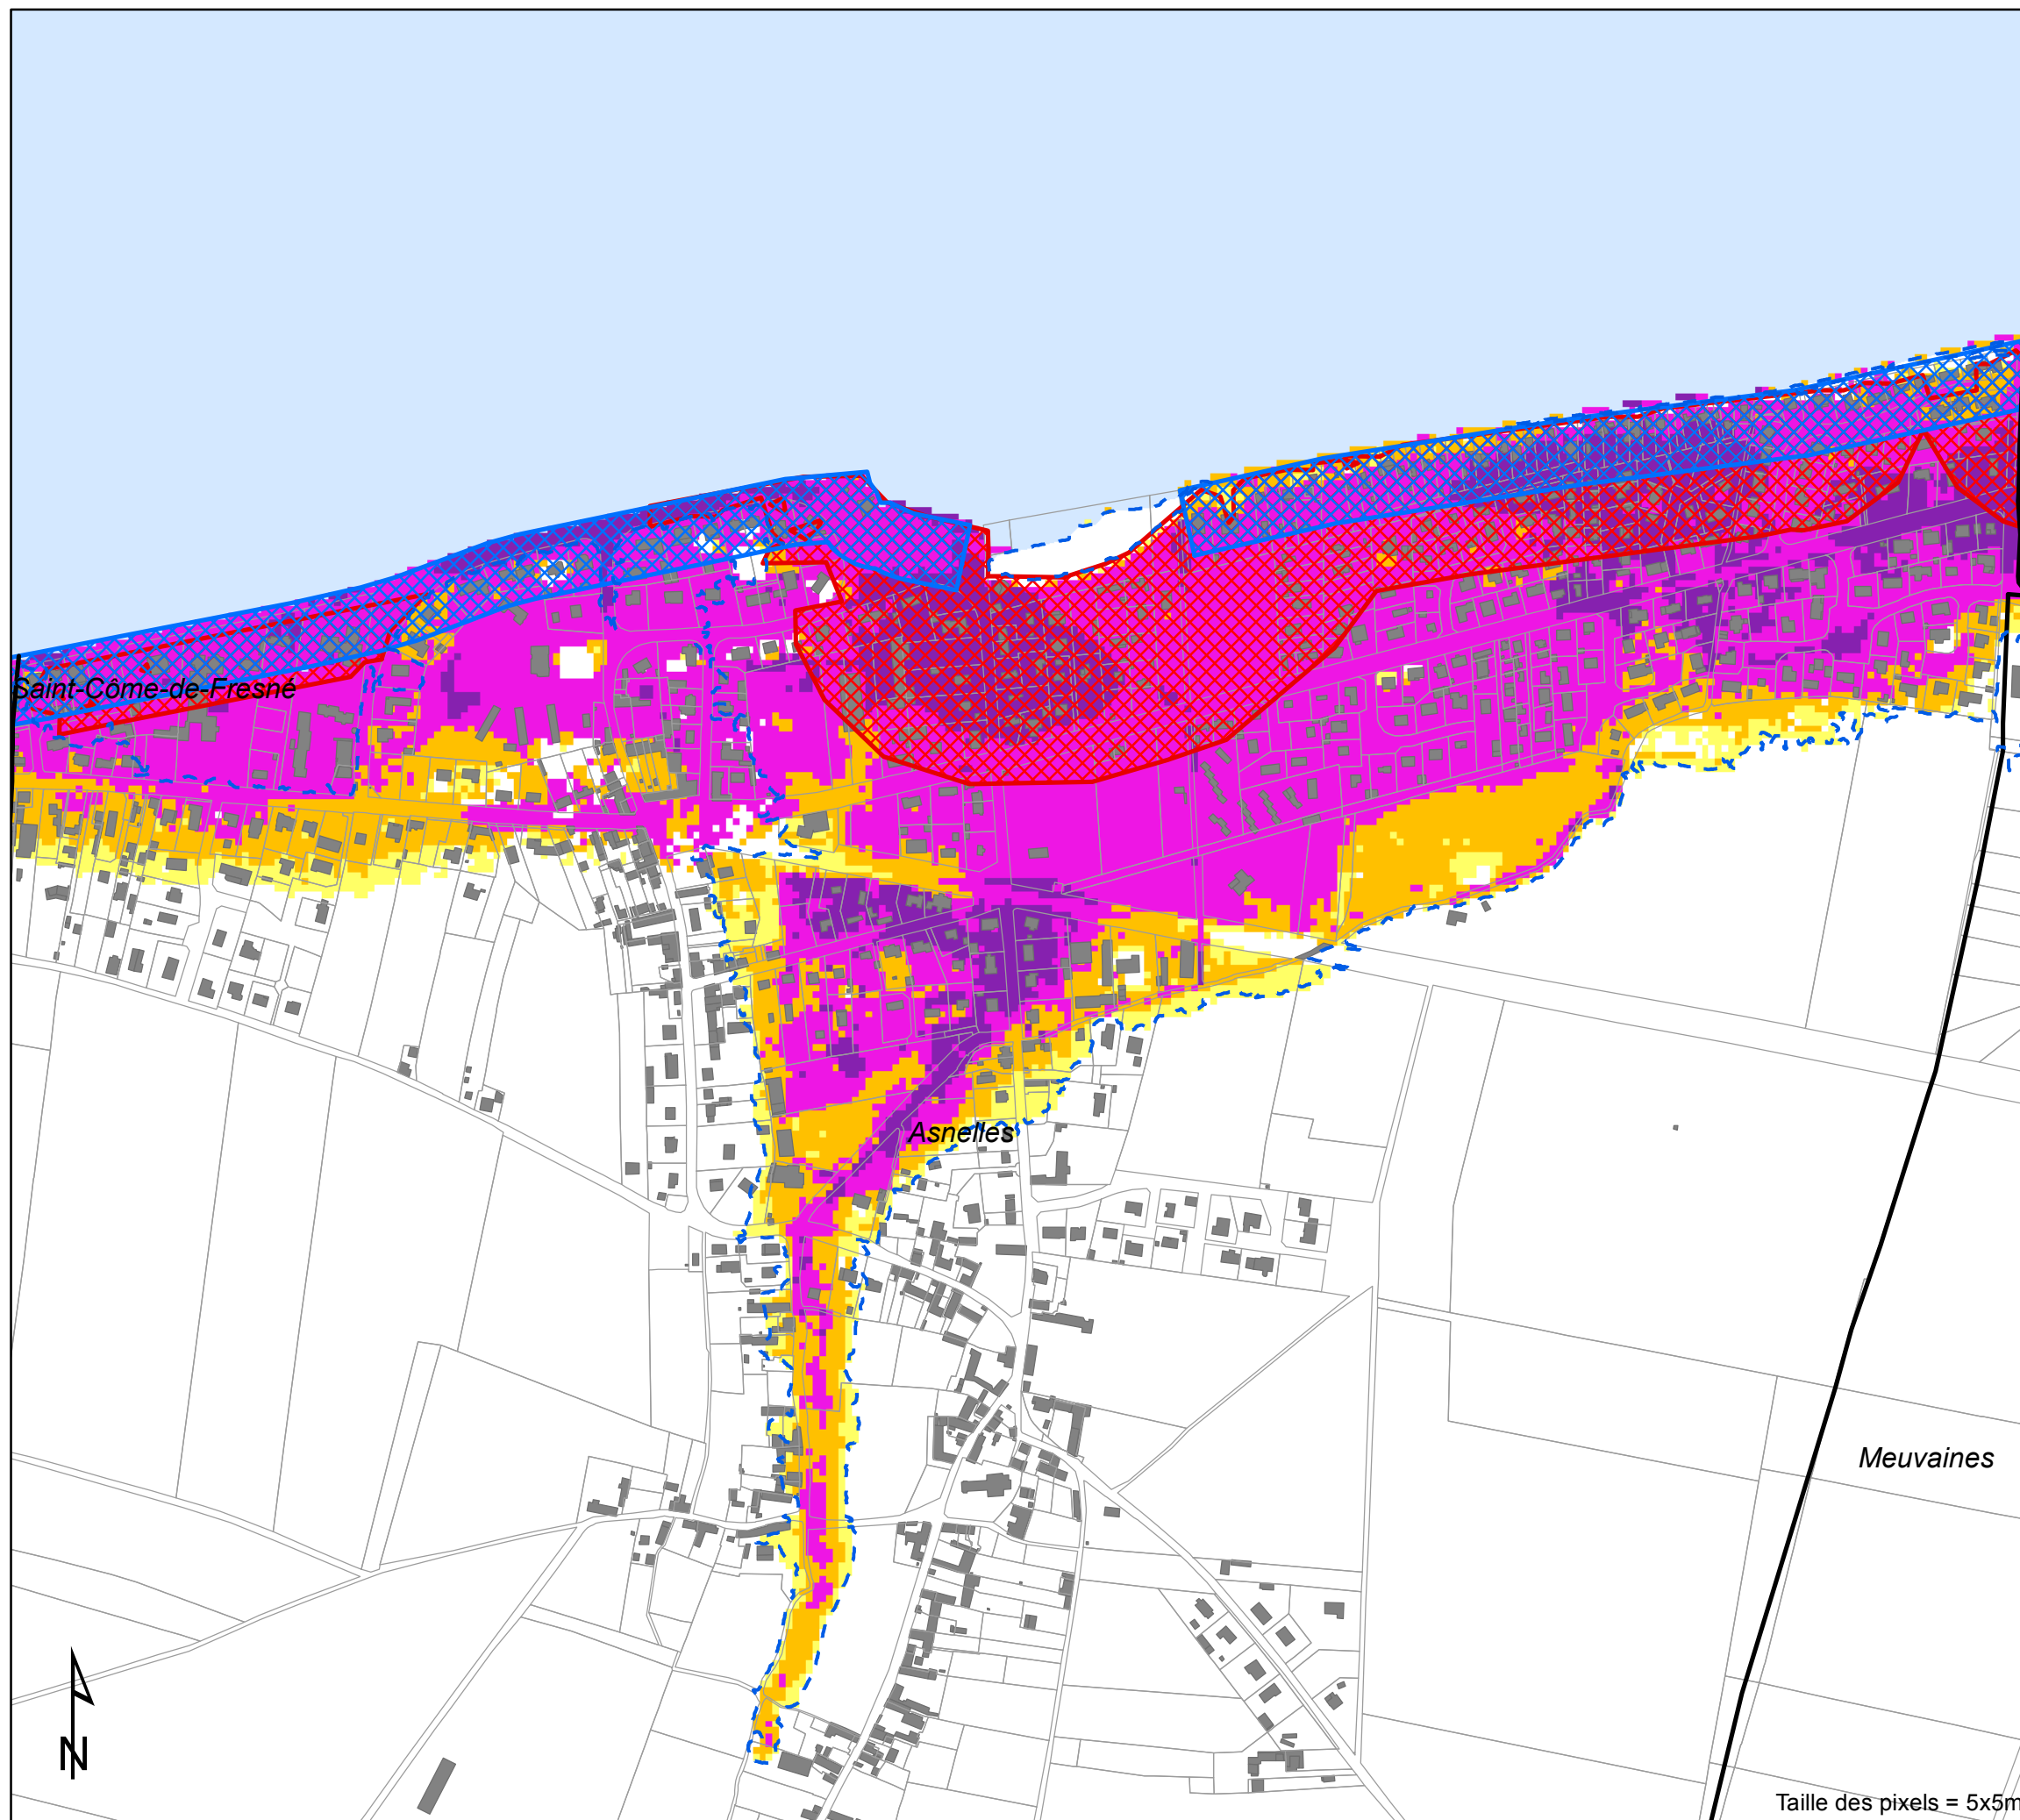 Saint-Côme-de-Fresné
Asnelles
Meuvaines
N
Taille des pixels = 5x5m